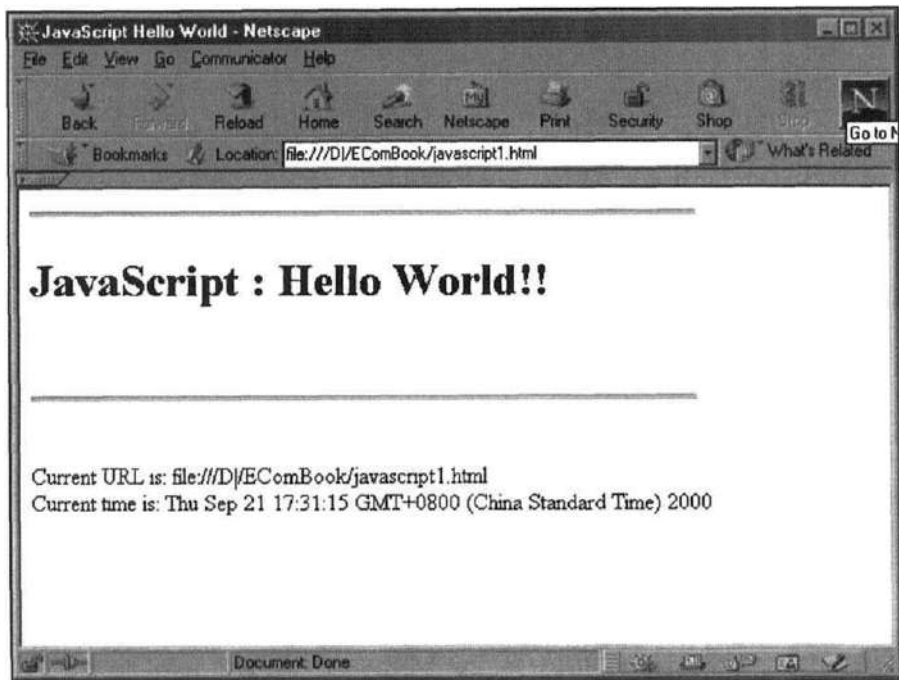 JavaScript Hello World - Netscape
File Edit View Go Communicator Help
Back Forward Reload Home Search Netscape Print Security Shop Stop
Go to N
Bookmarks Location: file:///D|/EComBook/javascript1.html What's Related
JavaScript : Hello World!!
Current URL is: file:///D|/EComBook/javascript1.html
Current time is: Thu Sep 21 17:31:15 GMT+0800 (China Standard Time) 2000
Document: Done